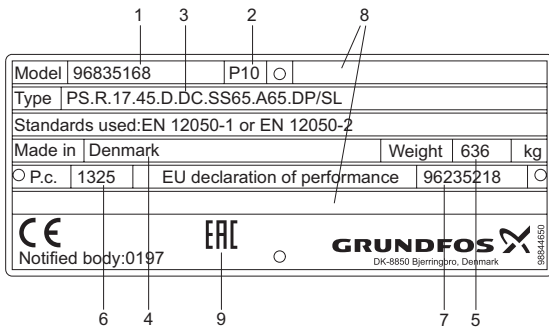 1 3 2 8
Model 96835168 P10
Type PS.R.17.45.D.DC.SS65.A65.DP/SL
Standards used:EN 12050-1 or EN 12050-2
Made in Denmark Weight 636 kg
P.c. 1325 EU declaration of performance 96235218
CE EAC
GRUNDFOS
Notified body:0197
DK-8850 Bjerringbro, Denmark
98844650
6 4 9 7 5